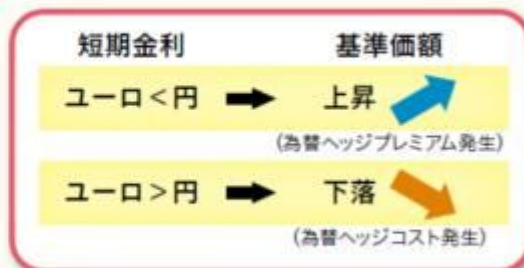 短期金利 基準価額
ユーロ<円 上昇
(為替ヘッジプレミアム発生)
ユーロ>円 下落
(為替ヘッジコスト発生)